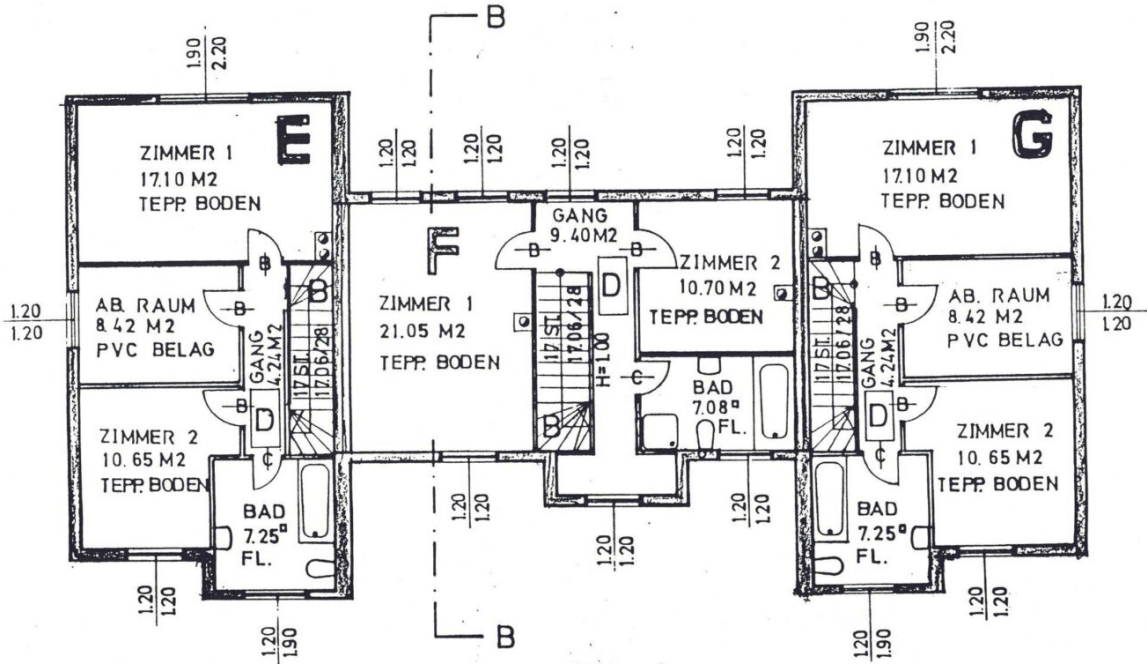 B
1.90
2.20
1.90
2.20
E
ZIMMER 1
17.10 M2
TEPP. BODEN
1.20
1.20
1.20
1.20
1.20
1.20
1.20
1.20
G
ZIMMER 1
17.10 M2
TEPP. BODEN
B
B
AB. RAUM
8.42 M2
PVC BELAG
1.20
1.20
GANG
4.24 M2
B
17 ST.
17.06/28
B
D
C
ZIMMER 2
10.65 M2
TEPP. BODEN
BAD
7.25
FL.
1.20
1.20
1.20
1.90
F
ZIMMER 1
21.05 M2
TEPP. BODEN
GANG
9.40 M2
B
B
D
17 ST.
17.06/28
H=1.00
B
ZIMMER 2
10.70 M2
TEPP. BODEN
C
BAD
7.08
FL.
1.20
1.20
1.20
1.20
1.20
1.20
B
B
B
B
17 ST.
17.06/28
GANG
4.24 M2
D
B
C
AB. RAUM
8.42 M2
PVC BELAG
1.20
1.20
ZIMMER 2
10.65 M2
TEPP. BODEN
BAD
7.25
FL.
1.20
1.90
1.20
1.20